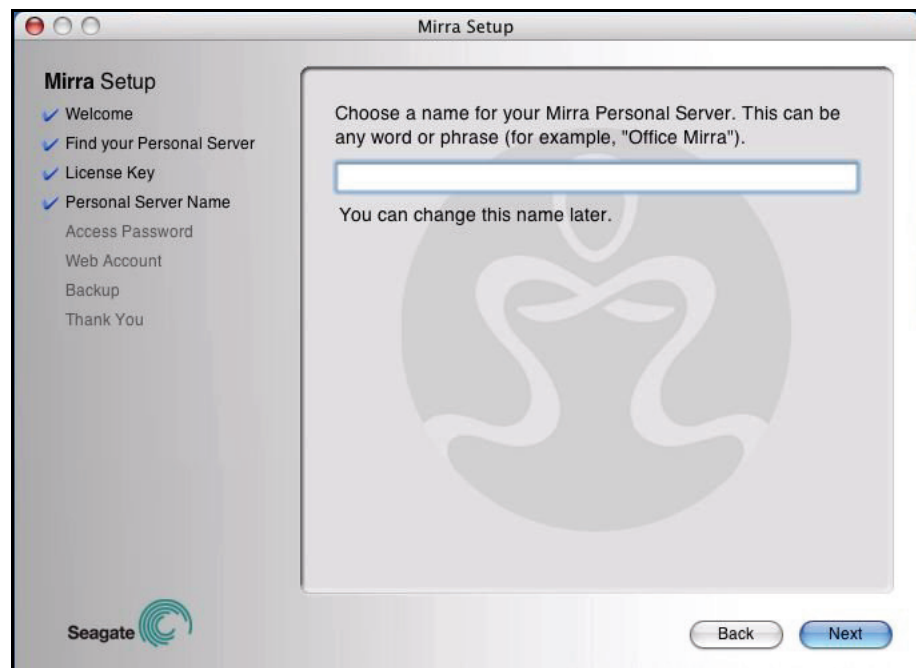 Mirra Setup
Mirra Setup
Welcome
Find your Personal Server
License Key
Personal Server Name
Access Password
Web Account
Backup
Thank You
Choose a name for your Mirra Personal Server. This can be
any word or phrase (for example, "Office Mirra").
You can change this name later.
Seagate
Back
Next